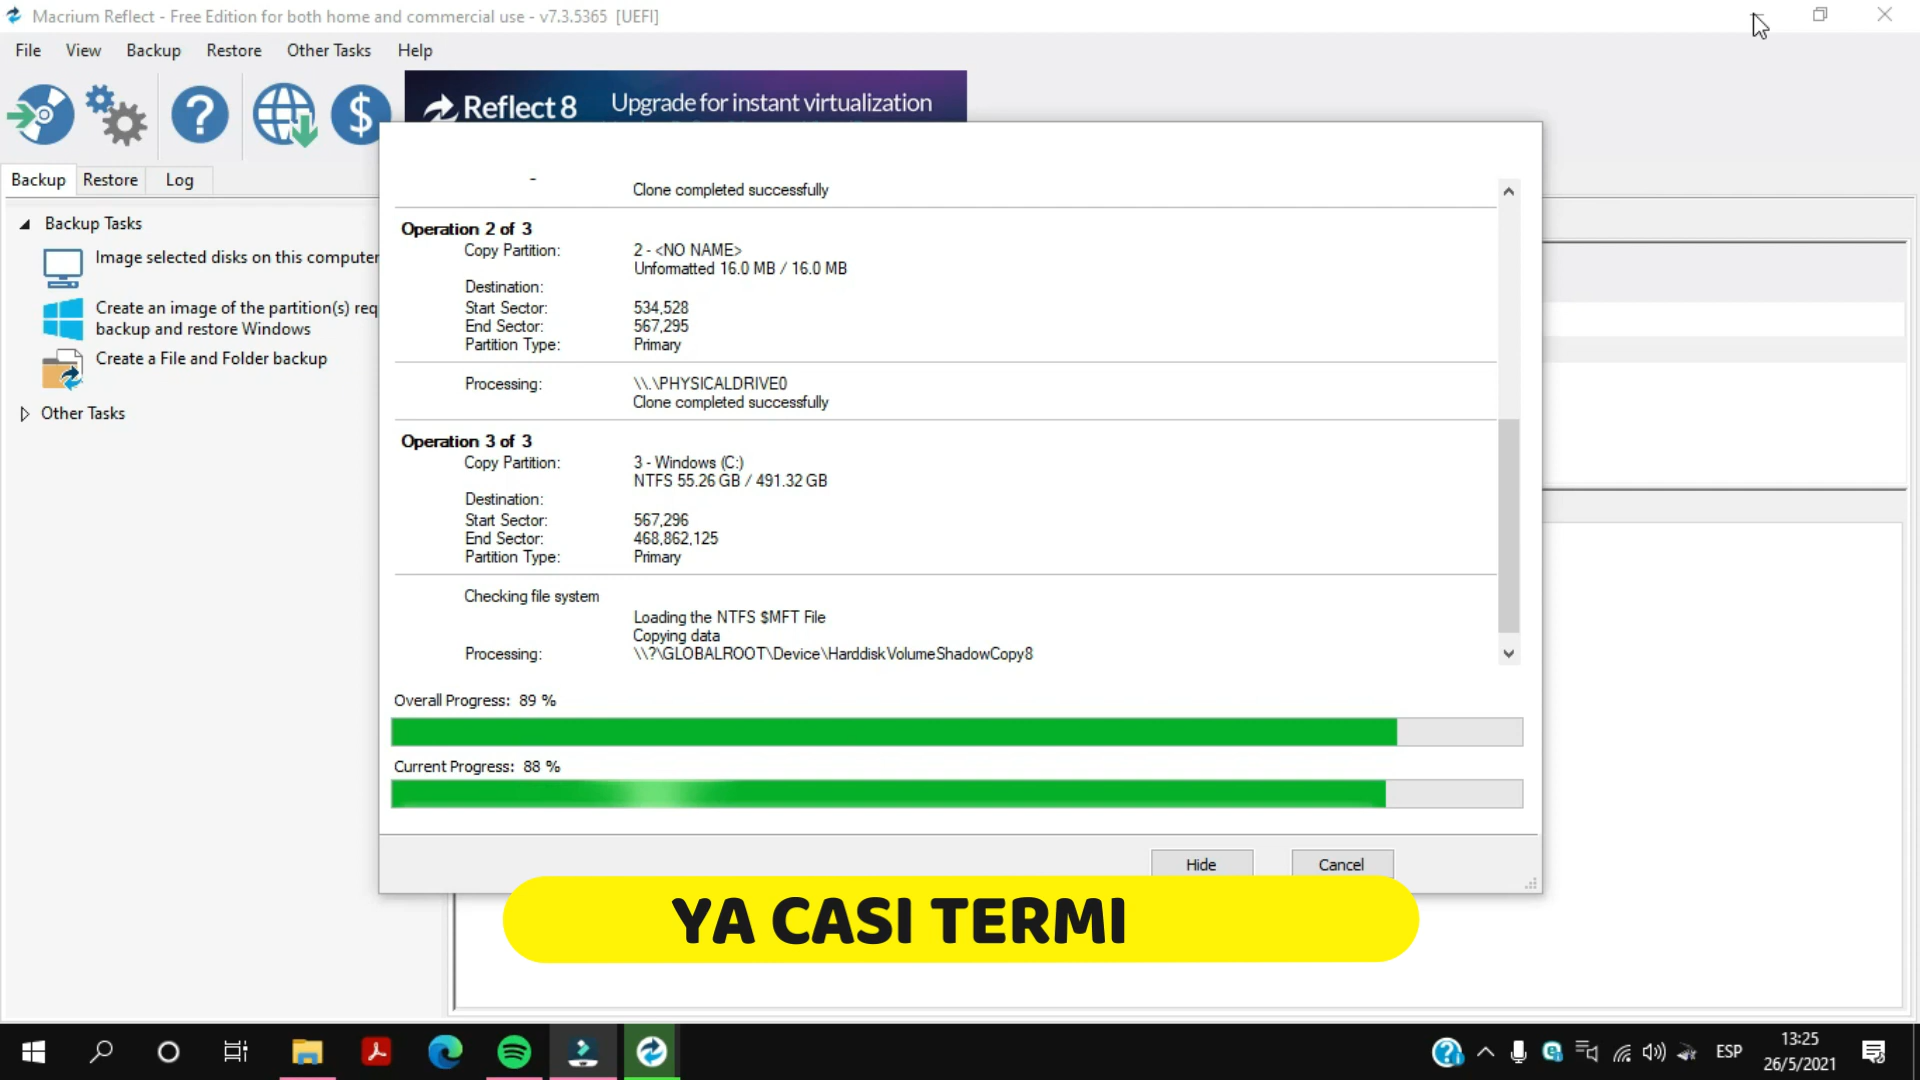 Macrium Reflect - Free Edition for both home and commercial use - v7.3.5365 [UEFI]
File View Backup Restore Other Tasks Help
Reflect 8 Upgrade for instant virtualization
Backup Restore Log
Clone completed successfully
Backup Tasks
Image selected disks on this computer
Create an image of the partition(s) req
backup and restore Windows
Create a File and Folder backup
Other Tasks
Operation 2 of 3
Copy Partition: 2 - <NO NAME>
Unformatted 16.0 MB / 16.0 MB
Destination:
Start Sector: 534,528
End Sector: 567,295
Partition Type: Primary
Processing: \\.\PHYSICALDRIVE0
Clone completed successfully
Operation 3 of 3
Copy Partition: 3 - Windows (C:)
NTFS 55.26 GB / 491.32 GB
Destination:
Start Sector: 567,296
End Sector: 468,862,125
Partition Type: Primary
Checking file system
Loading the NTFS $MFT File
Copying data
Processing: \\?\GLOBALROOT\Device\HarddiskVolumeShadowCopy8
Overall Progress: 89 %
Current Progress: 88 %
Hide Cancel
YA CASI TERMI
ESP
13:25
26/5/2021